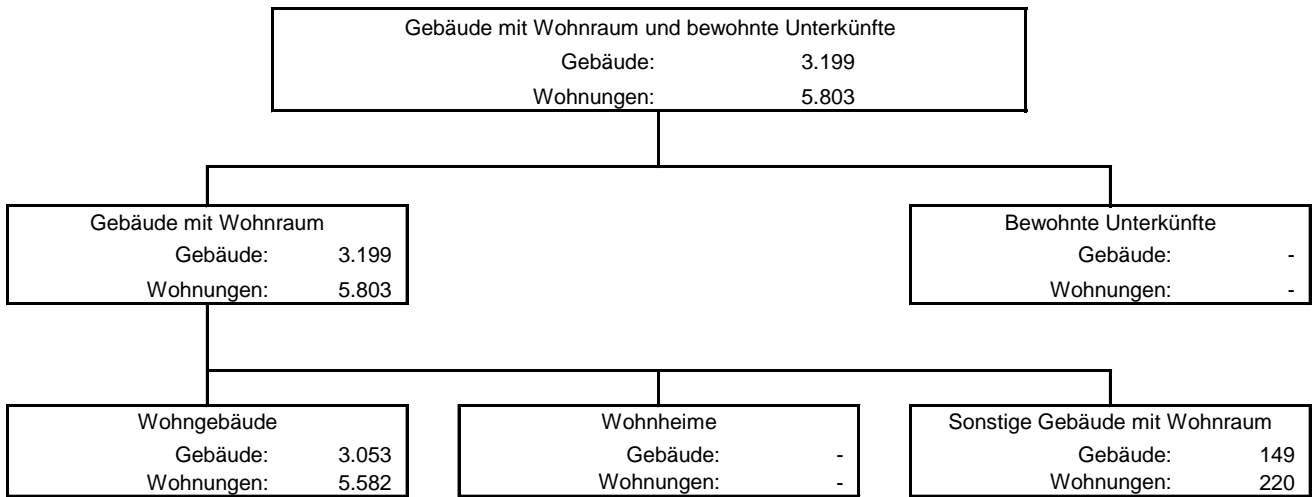 Gebäude mit Wohnraum und bewohnte Unterkünfte
Gebäude: 3.199
Wohnungen: 5.803
Gebäude mit Wohnraum
Gebäude: 3.199
Wohnungen: 5.803
Bewohnte Unterkünfte
Gebäude: -
Wohnungen: -
Wohngebäude
Gebäude: 3.053
Wohnungen: 5.582
Wohnheime
Gebäude: -
Wohnungen: -
Sonstige Gebäude mit Wohnraum
Gebäude: 149
Wohnungen: 220